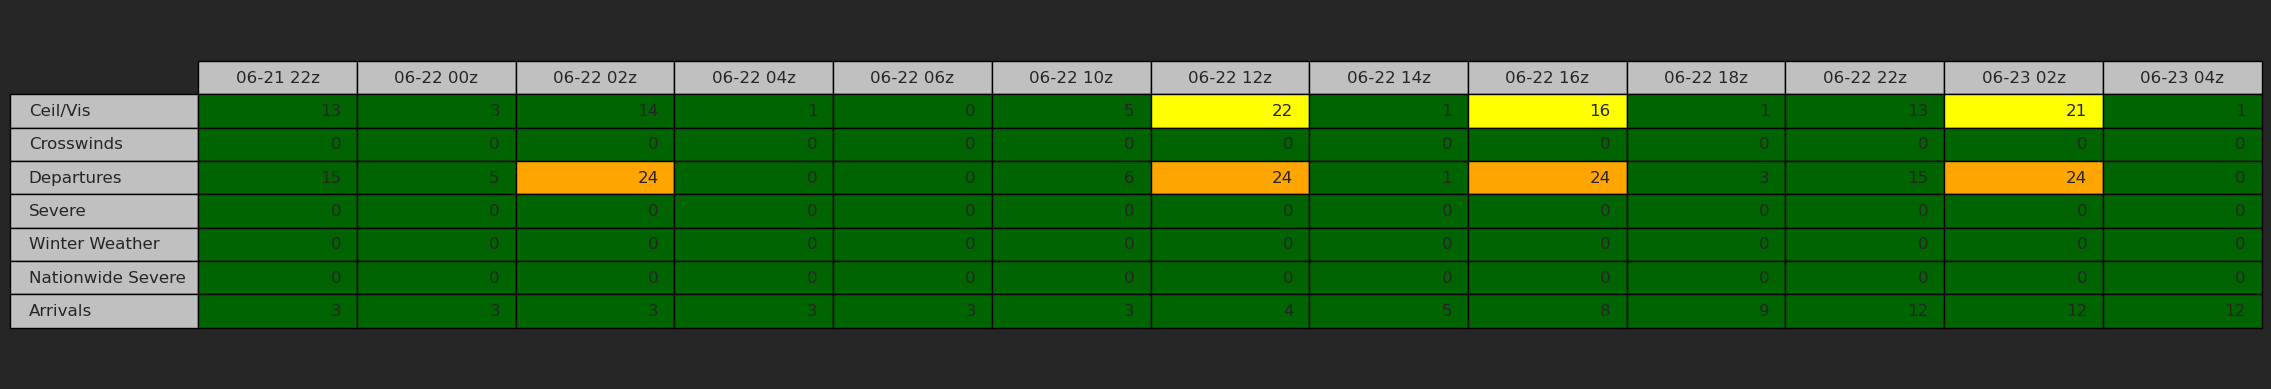 06-21 22z 06-22 00z 06-22 02z 06-22 04z 06-22 06z 06-22 10z 06-22 12z 06-22 14z 06-22 16z 06-22 18z 06-22 22z 06-23 02z 06-23 04z
Ceil/Vis 13 3 14 1 0 5 22 1 16 1 13 21 1
Crosswinds 0 0 0 0 0 0 0 0 0 0 0 0 0
Departures 15 5 24 0 0 6 24 1 24 3 15 24 0
Severe 0 0 0 0 0 0 0 0 0 0 0 0 0
Winter Weather 0 0 0 0 0 0 0 0 0 0 0 0 0
Nationwide Severe 0 0 0 0 0 0 0 0 0 0 0 0 0
Arrivals 3 3 3 3 3 3 4 5 8 9 12 12 12